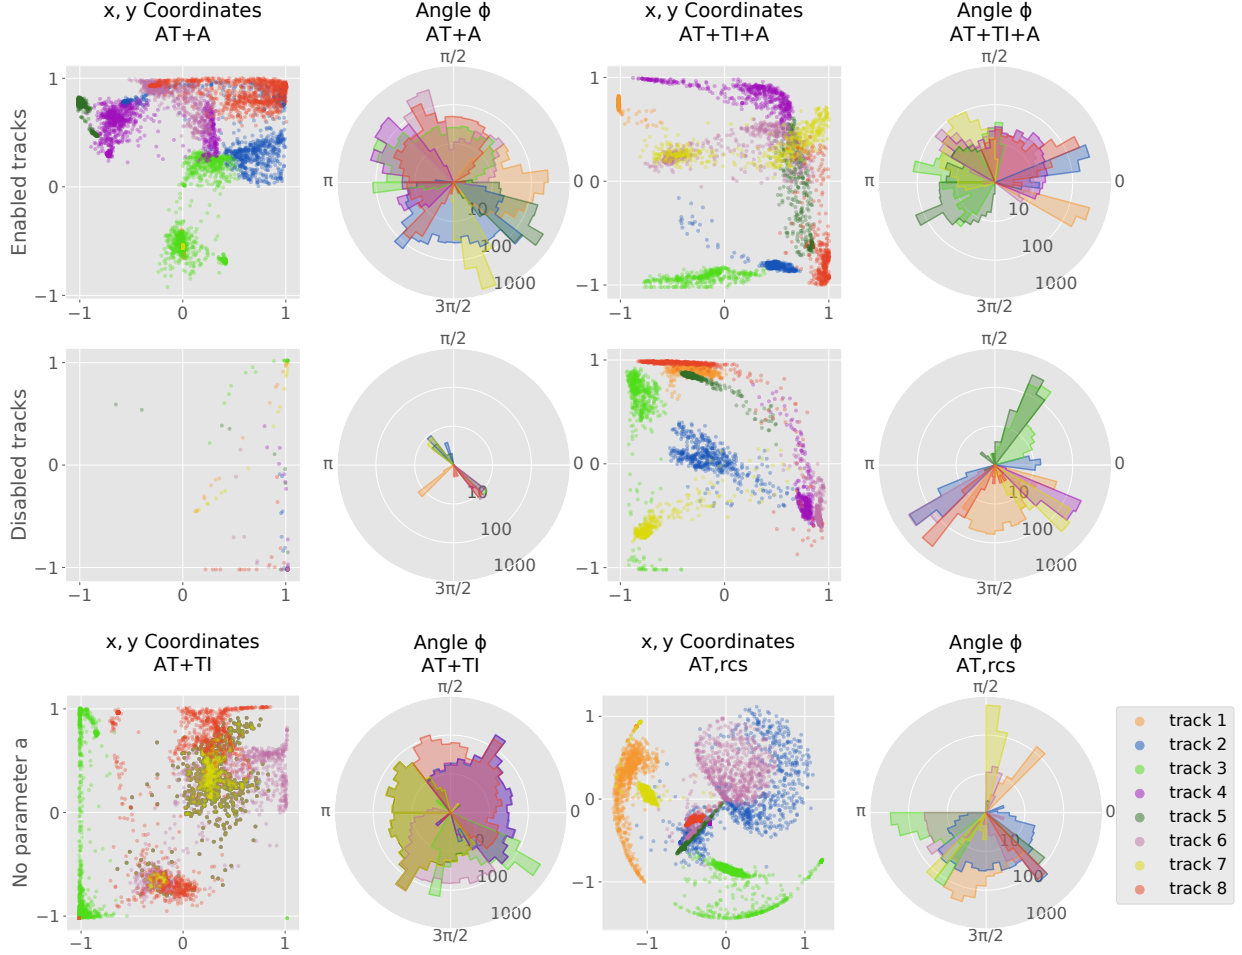 x, y Coordinates
AT+A
Angle ϕ
AT+A
x, y Coordinates
AT+TI+A
Angle ϕ
AT+TI+A
Enabled tracks
1
0
−1
−1
0
1
π/2
π
0
3π/2
10
100
1000
1
0
−1
−1
0
1
π/2
π
0
3π/2
10
100
1000
Disabled tracks
1
0
−1
−1
0
1
π/2
π
0
3π/2
10
100
1000
1
0
−1
−1
0
1
π/2
π
0
3π/2
10
100
1000
x, y Coordinates
AT+TI
Angle ϕ
AT+TI
x, y Coordinates
AT,rcs
Angle ϕ
AT,rcs
No parameter a
1
0
−1
−1
0
1
π/2
π
0
3π/2
10
100
1000
1
0
−1
−1
0
1
π/2
π
0
3π/2
10
100
1000
track 1
track 2
track 3
track 4
track 5
track 6
track 7
track 8